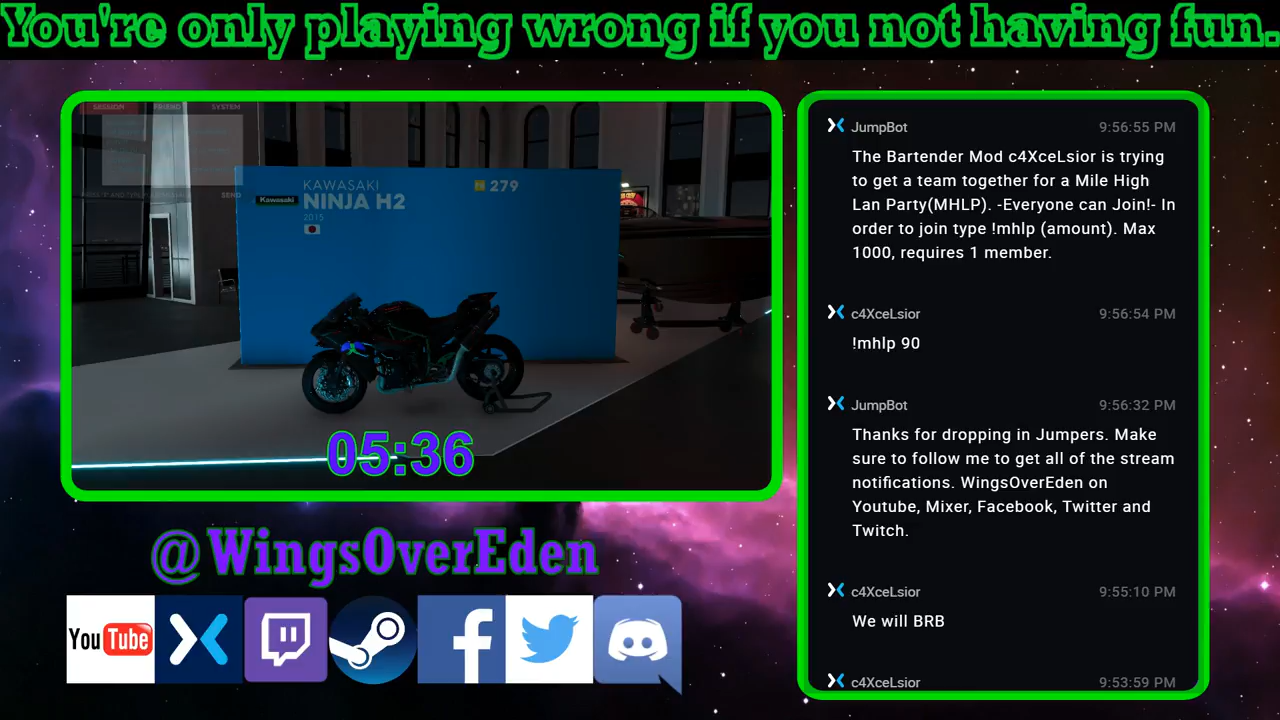 You're only playing wrong if you not having fun.
SESSION
FRIEND
SYSTEM
SEND
KAWASAKI
279
Kawasaki
NINJA H2
2015
05:36
@WingsOverEden
YouTube
JumpBot 9:56:55 PM
The Bartender Mod c4XceLsior is trying
to get a team together for a Mile High
Lan Party(MHLP). -Everyone can Join!- In
order to join type !mhlp (amount). Max
1000, requires 1 member.
c4XceLsior 9:56:54 PM
!mhlp 90
JumpBot 9:56:32 PM
Thanks for dropping in Jumpers. Make
sure to follow me to get all of the stream
notifications. WingsOverEden on
Youtube, Mixer, Facebook, Twitter and
Twitch.
c4XceLsior 9:55:10 PM
We will BRB
c4XceLsior 9:53:59 PM